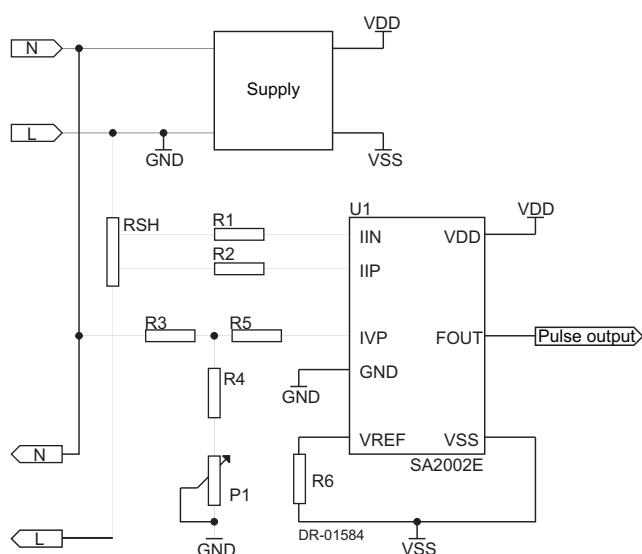 N
VDD
Supply
L
GND
VSS
U1
RSH
R1
VDD
IIN
VDD
R2
IIP
R3
R5
IVP
FOUT
Pulse output
R4
GND
GND
VREF
VSS
N
SA2002E
R6
P1
L
DR-01584
GND
VSS